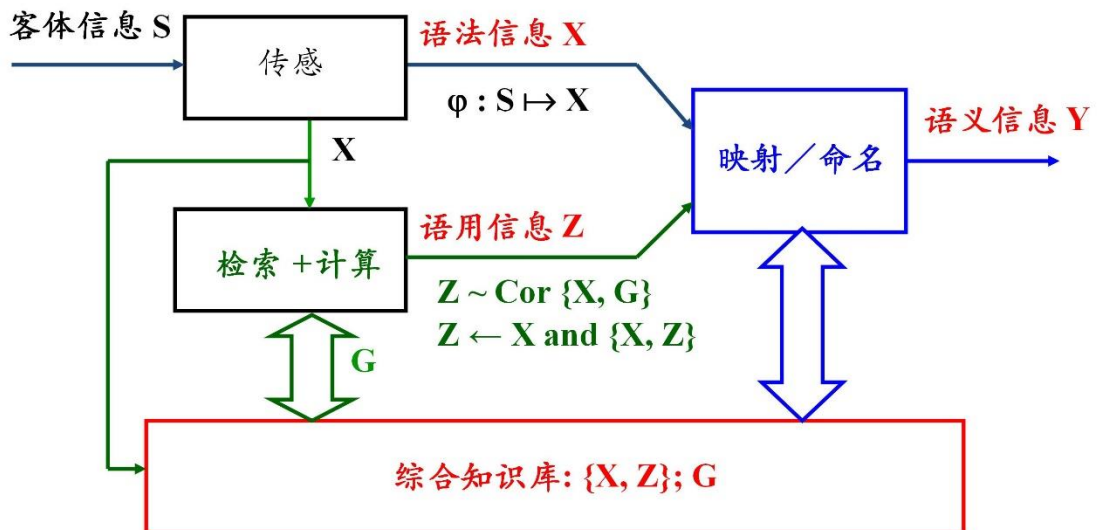 客体信息 S
传感
语法信息 X
φ : S ↦ X
X
映射／命名
语义信息 Y
检索 +计算
语用信息 Z
Z ~ Cor {X, G}
Z ← X and {X, Z}
G
综合知识库: {X, Z}; G